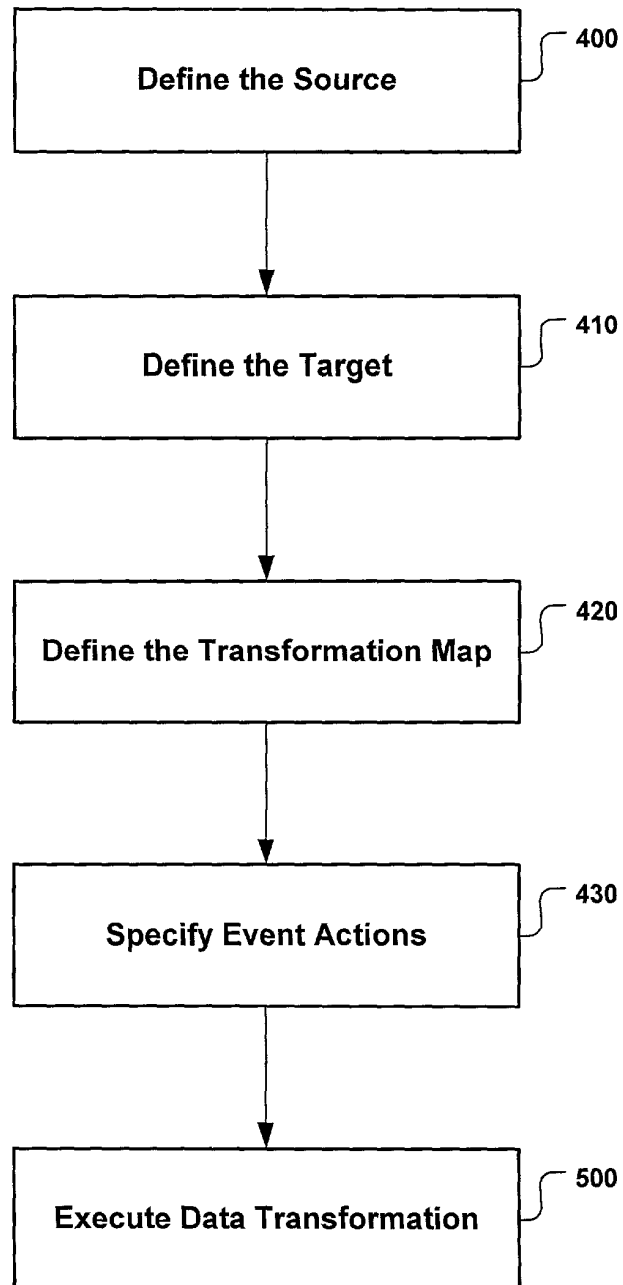 400
Define the Source
410
Define the Target
420
Define the Transformation Map
430
Specify Event Actions
500
Execute Data Transformation